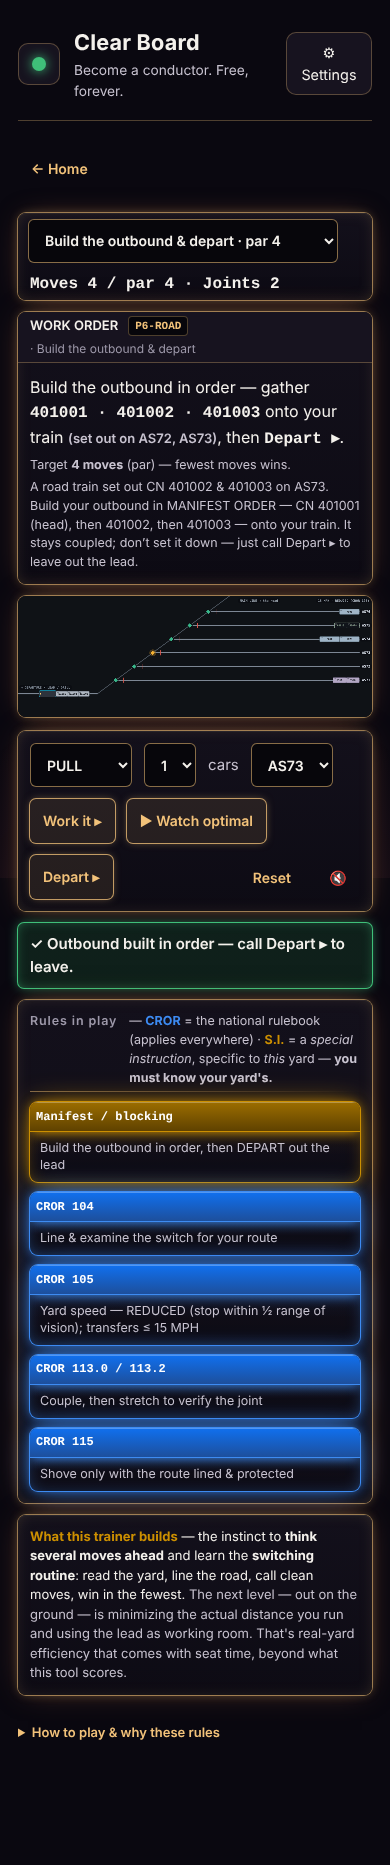 Clear Board
Become a conductor. Free,
forever.
⚙
Settings
← Home
Build the outbound & depart · par 4
Moves 4 / par 4 · Joints 2
WORK ORDER P6-ROAD
· Build the outbound & depart
Build the outbound in order — gather
401001 · 401002 · 401003 onto your
train (set out on AS72, AS73), then Depart ▸.
Target 4 moves (par) — fewest moves wins.
A road train set out CN 401002 & 401003 on AS73.
Build your outbound in MANIFEST ORDER — CN 401001
(head), then 401002, then 401003 — onto your train. It
stays coupled; don't set it down — just call Depart ▸ to
leave out the lead.
PULL 1 cars AS73
Work it ▸ ▶ Watch optimal
Depart ▸ Reset 🔇
✓ Outbound built in order — call Depart ▸ to
leave.
Rules in play — CROR = the national rulebook
(applies everywhere) · S.I. = a special
instruction, specific to this yard — you
must know your yard's.
Manifest / blocking
Build the outbound in order, then DEPART out the
lead
CROR 104
Line & examine the switch for your route
CROR 105
Yard speed — REDUCED (stop within ½ range of
vision); transfers ≤ 15 MPH
CROR 113.0 / 113.2
Couple, then stretch to verify the joint
CROR 115
Shove only with the route lined & protected
What this trainer builds — the instinct to think
several moves ahead and learn the switching
routine: read the yard, line the road, call clean
moves, win in the fewest. The next level — out on the
ground — is minimizing the actual distance you run
and using the lead as working room. That's real-yard
efficiency that comes with seat time, beyond what
this tool scores.
▸ How to play & why these rules